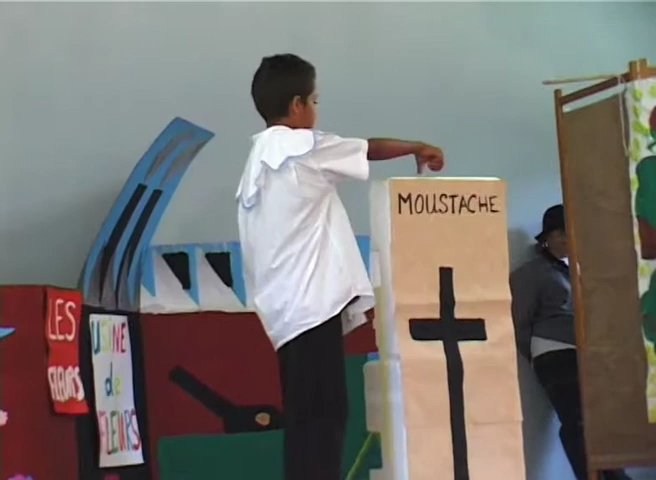 MOUSTACHE
LES
FLEURS
USINE
de
FLEURS